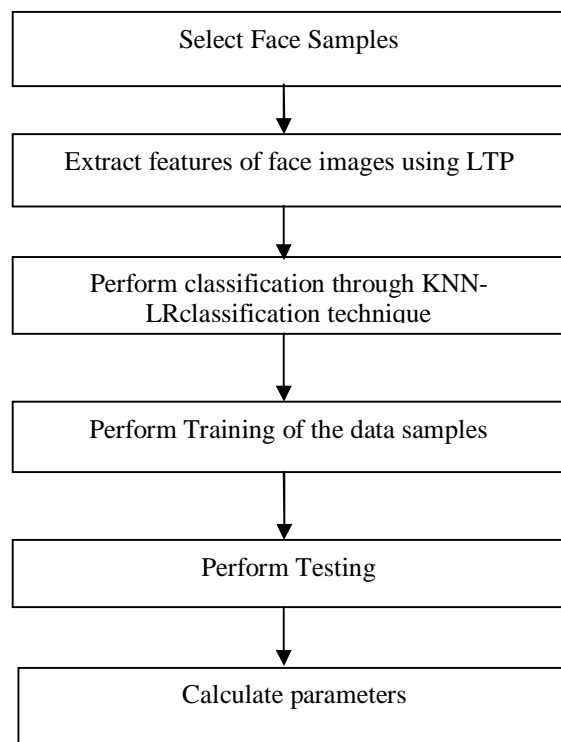 Select Face Samples
Extract features of face images using LTP
Perform classification through KNN-
LRclassification technique
Perform Training of the data samples
Perform Testing
Calculate parameters